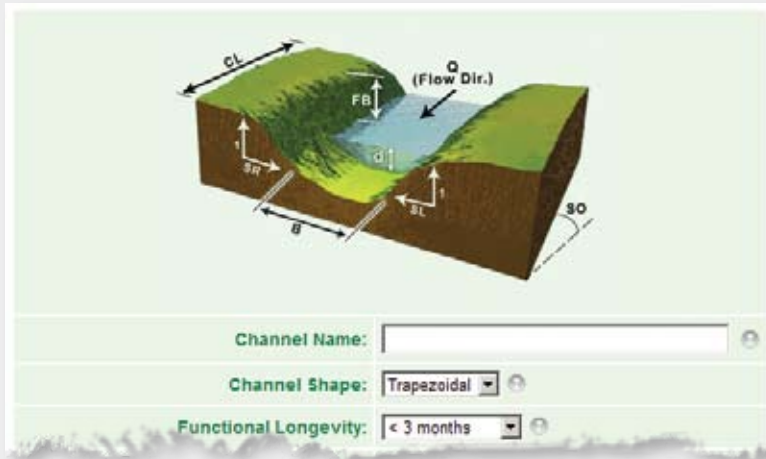 CL
Q
(Flow Dir.)
FB
d
1
SR
1
SL
B
SO
Channel Name:
Channel Shape: Trapezoidal
Functional Longevity: < 3 months